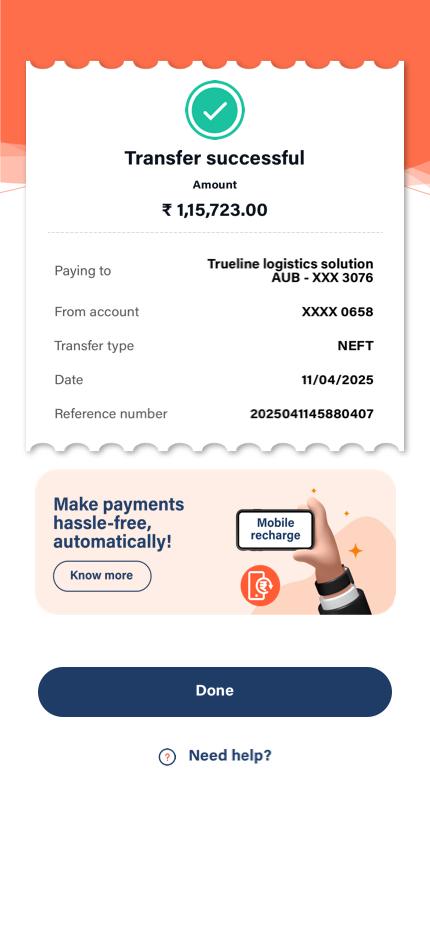 Transfer successful
Amount
₹ 1,15,723.00
Paying to
Trueline logistics solution
AUB - XXX 3076
From account
XXXX 0658
Transfer type
NEFT
Date
11/04/2025
Reference number
2025041145880407
Make payments
hassle-free,
automatically!
Know more
Mobile
recharge
Done
? Need help?